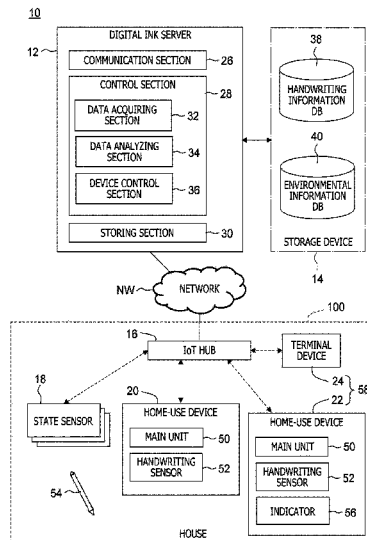 10
DIGITAL INK SERVER
12
COMMUNICATION SECTION
26
CONTROL SECTION
28
DATA ACQUIRING
SECTION
32
DATA ANALYZING
SECTION
34
DEVICE CONTROL
SECTION
36
STORING SECTION
30
38
HANDWRITING
INFORMATION
DB
40
ENVIRONMENTAL
INFORMATION
DB
STORAGE DEVICE
14
NW
NETWORK
100
16
IoT HUB
TERMINAL
DEVICE
24
58
22
18
STATE SENSOR
20
HOME-USE DEVICE
MAIN UNIT
50
HANDWRITING
SENSOR
52
HOME-USE DEVICE
MAIN UNIT
50
HANDWRITING
SENSOR
52
INDICATOR
56
54
HOUSE